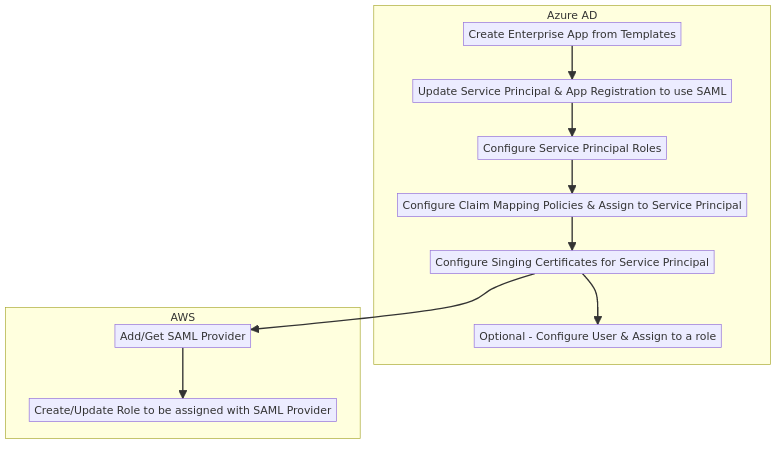 Azure AD
Create Enterprise App from Templates
Update Service Principal & App Registration to use SAML
Configure Service Principal Roles
Configure Claim Mapping Policies & Assign to Service Principal
Configure Singing Certificates for Service Principal
Optional - Configure User & Assign to a role
AWS
Add/Get SAML Provider
Create/Update Role to be assigned with SAML Provider